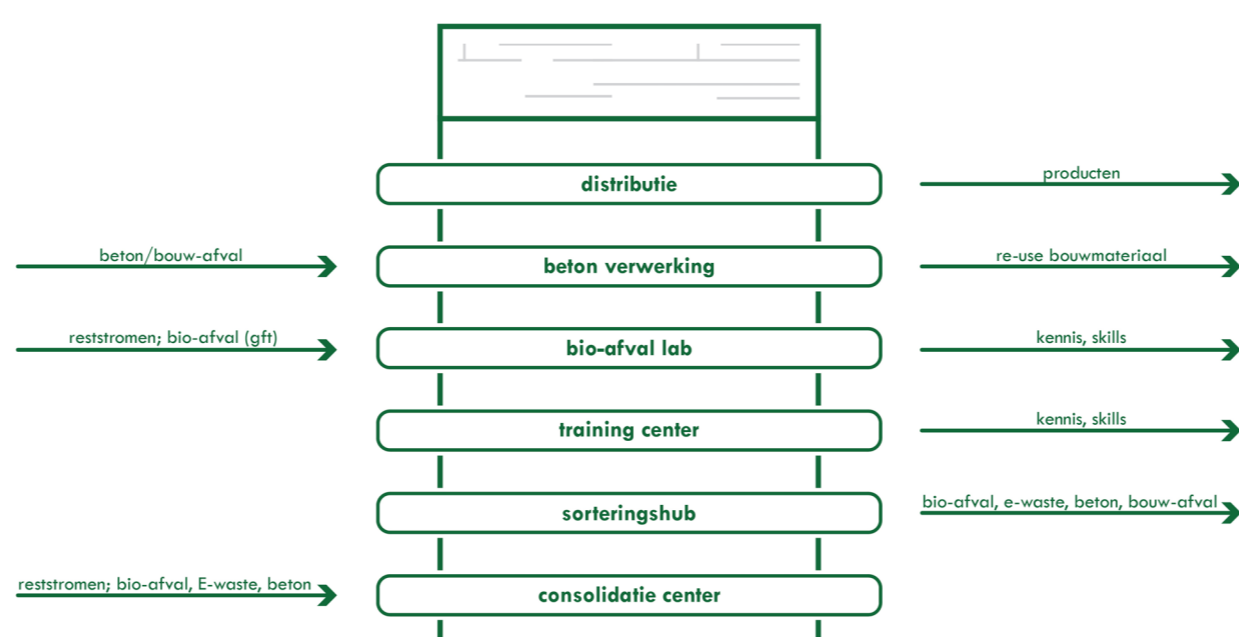 distributie
producten
beton/bouw-afval
beton verwerking
re-use bouwmateriaal
reststromen; bio-afval (gft)
bio-afval lab
kennis, skills
training center
kennis, skills
sorteringshub
bio-afval, e-waste, beton, bouw-afval
reststromen; bio-afval, E-waste, beton
consolidatie center